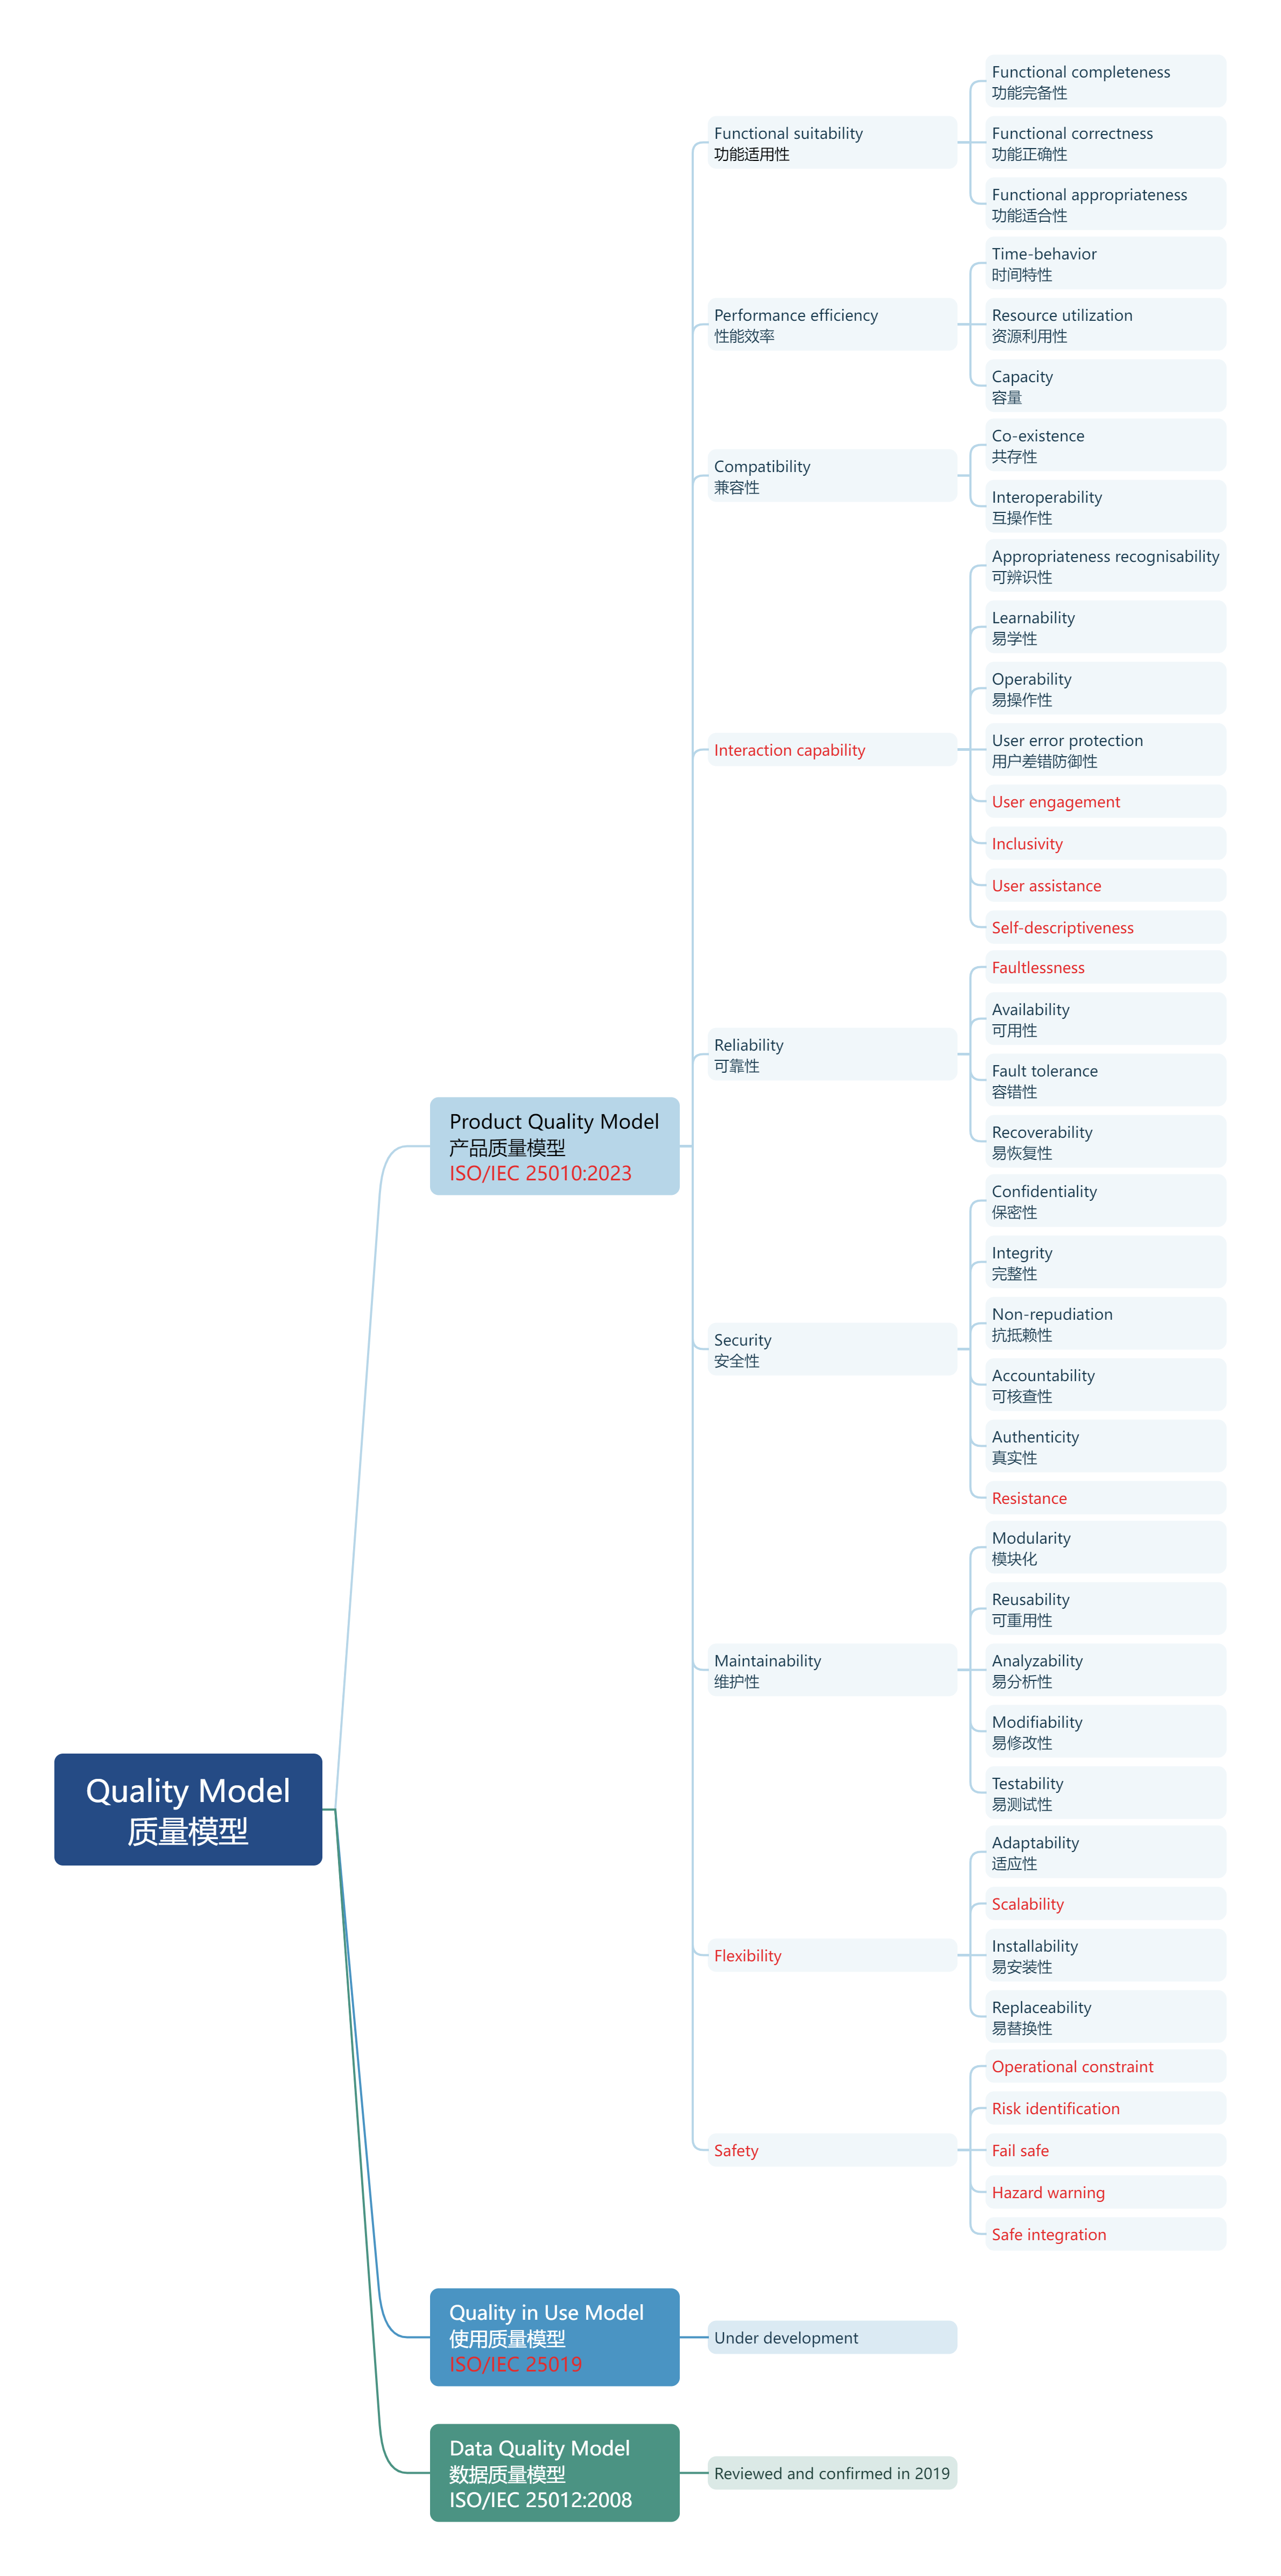 Quality Model
质量模型
Product Quality Model
产品质量模型
ISO/IEC 25010:2023
Functional suitability
功能适用性
Functional completeness
功能完备性
Functional correctness
功能正确性
Functional appropriateness
功能适合性
Performance efficiency
性能效率
Time-behavior
时间特性
Resource utilization
资源利用性
Capacity
容量
Compatibility
兼容性
Co-existence
共存性
Interoperability
互操作性
Interaction capability
Appropriateness recognisability
可辨识性
Learnability
易学性
Operability
易操作性
User error protection
用户差错防御性
User engagement
Inclusivity
User assistance
Self-descriptiveness
Reliability
可靠性
Faultlessness
Availability
可用性
Fault tolerance
容错性
Recoverability
易恢复性
Security
安全性
Confidentiality
保密性
Integrity
完整性
Non-repudiation
抗抵赖性
Accountability
可核查性
Authenticity
真实性
Resistance
Maintainability
维护性
Modularity
模块化
Reusability
可重用性
Analyzability
易分析性
Modifiability
易修改性
Testability
易测试性
Flexibility
Adaptability
适应性
Scalability
Installability
易安装性
Replaceability
易替换性
Safety
Operational constraint
Risk identification
Fail safe
Hazard warning
Safe integration
Quality in Use Model
使用质量模型
ISO/IEC 25019
Under development
Data Quality Model
数据质量模型
ISO/IEC 25012:2008
Reviewed and confirmed in 2019